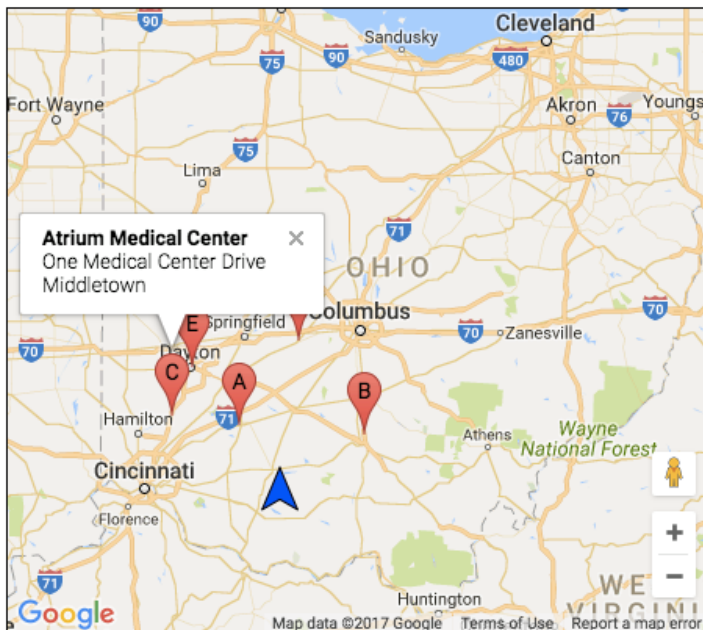 Cleveland
90
Sandusky
75
90
480
Fort Wayne
Akron
Youngs
76
Canton
75
Lima
71
Atrium Medical Center
One Medical Center Drive
Middletown
OHIO
Columbus
E
Springfield
70
70
70
Zanesville
Dayton
C
A
B
Hamilton
71
Athens
Wayne
National Forest
Cincinnati
Florence
71
Huntington
WE
VIRGINI
Google
Map data ©2017 Google
Terms of Use
Report a map error